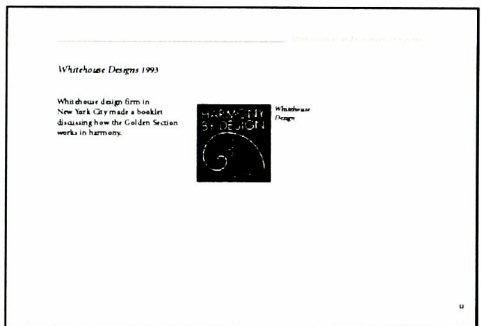 Whitehouse Designs 1993
Whitehouse design firm in
New York City made a booklet
discussing how the Golden Section
works in harmony.
HARMONY
BY DESIGN
Whitehouse
Design